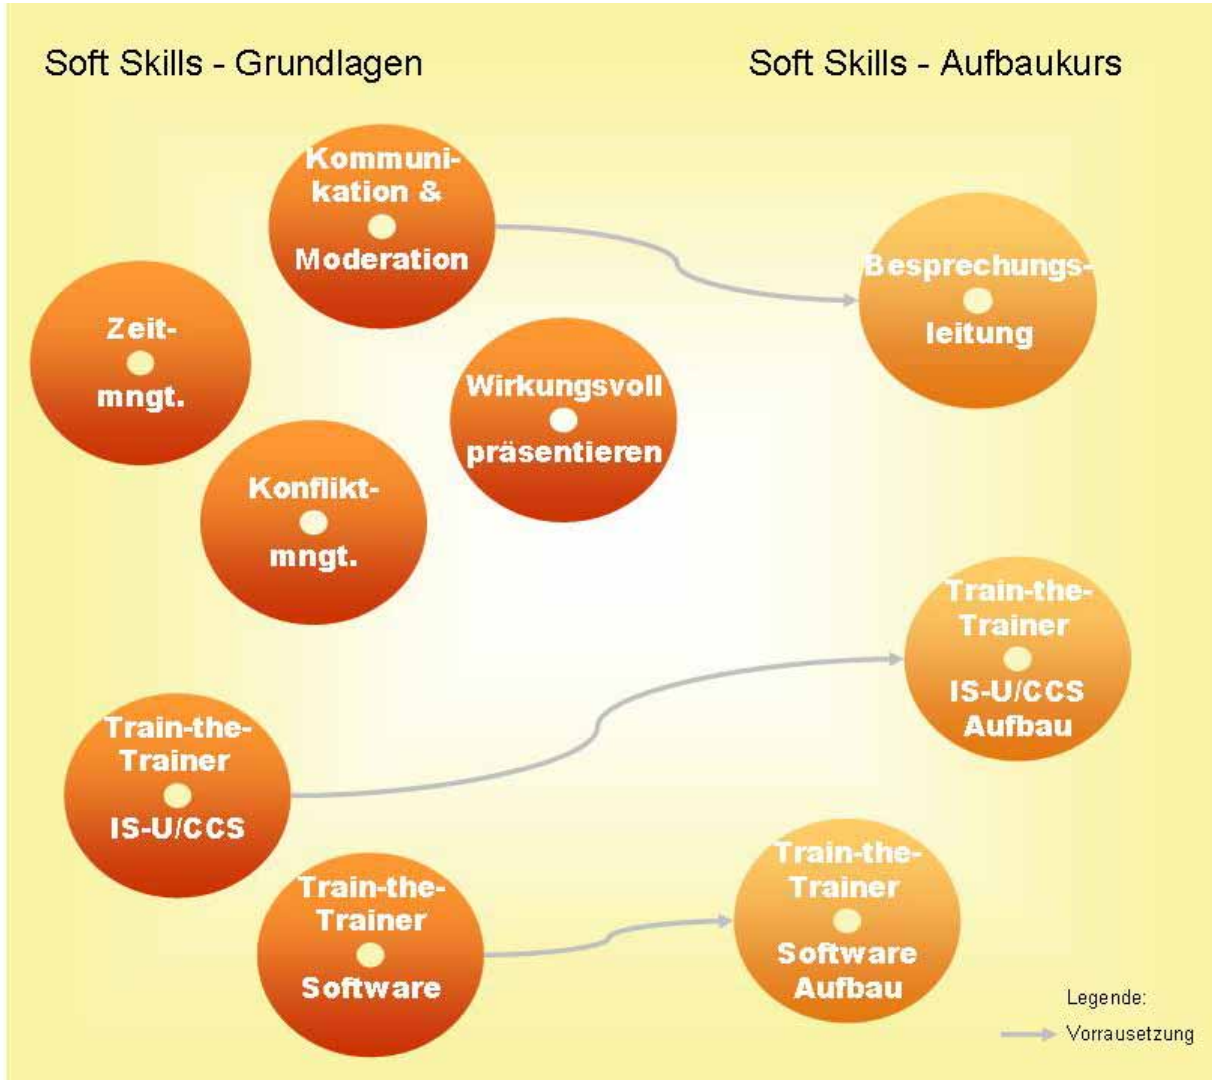 Soft Skills - Grundlagen
Soft Skills - Aufbaukurs
Kommuni-
kation &
Moderation
Besprechungs-
leitung
Zeit-
mngt.
Wirkungsvoll
präsentieren
Konflikt-
mngt.
Train-the-
Trainer
IS-U/CCS
Aufbau
Train-the-
Trainer
IS-U/CCS
Train-the-
Trainer
Software
Train-the-
Trainer
Software
Aufbau
Legende:
Vorrausetzung